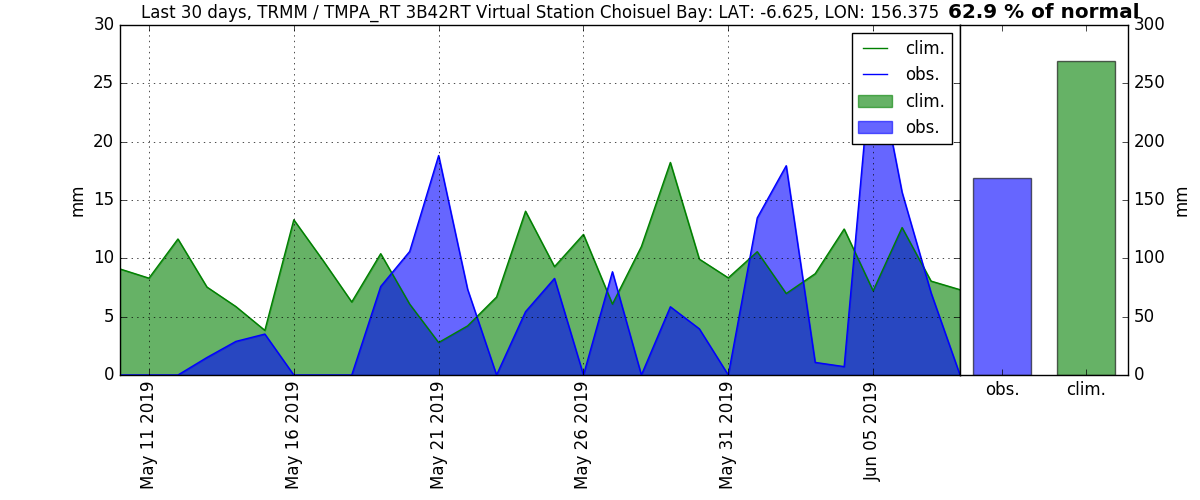 Last 30 days, TRMM / TMPA_RT 3B42RT Virtual Station Choisuel Bay: LAT: -6.625, LON: 156.375 62.9 % of normal
30
25
20
15
10
5
0
mm
clim.
obs.
clim.
obs.
300
250
200
150
100
50
0
mm
May 11 2019
May 16 2019
May 21 2019
May 26 2019
May 31 2019
Jun 05 2019
obs.
clim.